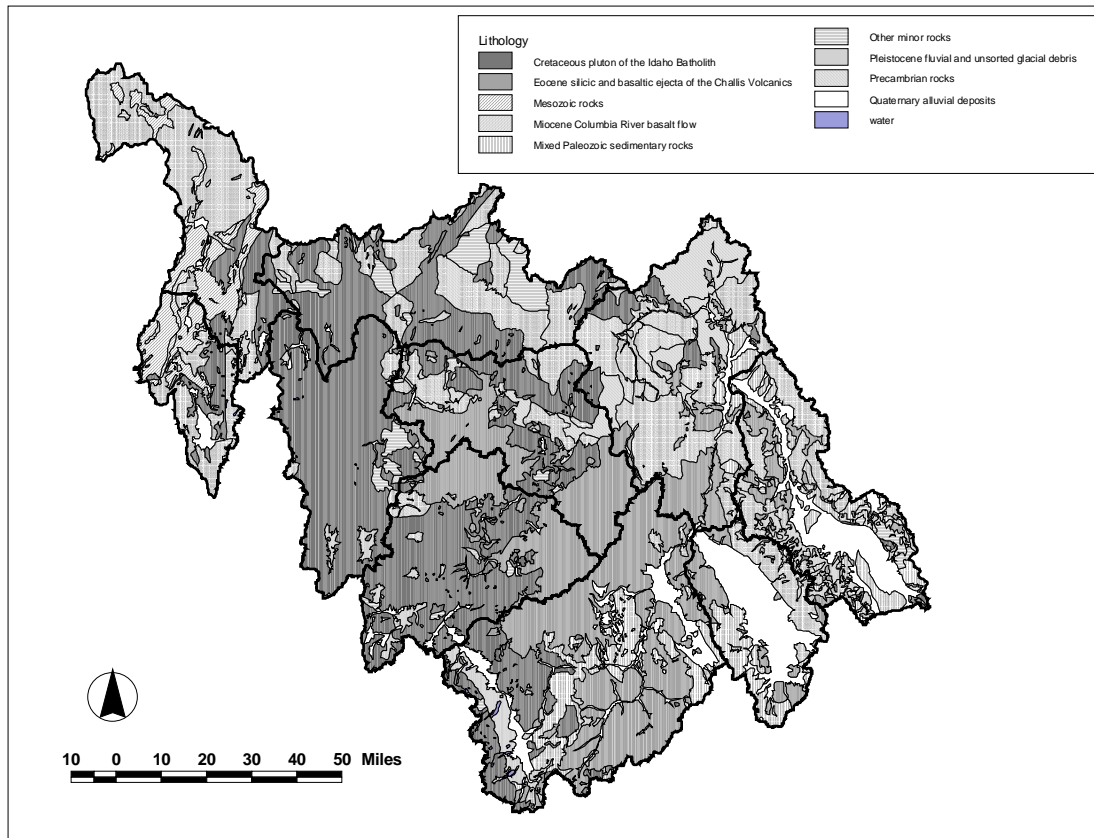 Lithology
Cretaceous pluton of the Idaho Batholith
Eocene silicic and basaltic ejecta of the Challis Volcanics
Mesozoic rocks
Miocene Columbia River basalt flow
Mixed Paleozoic sedimentary rocks
Other minor rocks
Pleistocene fluvial and unsorted glacial debris
Precambrian rocks
Quaternary alluvial deposits
water
10 0 10 20 30 40 50 Miles